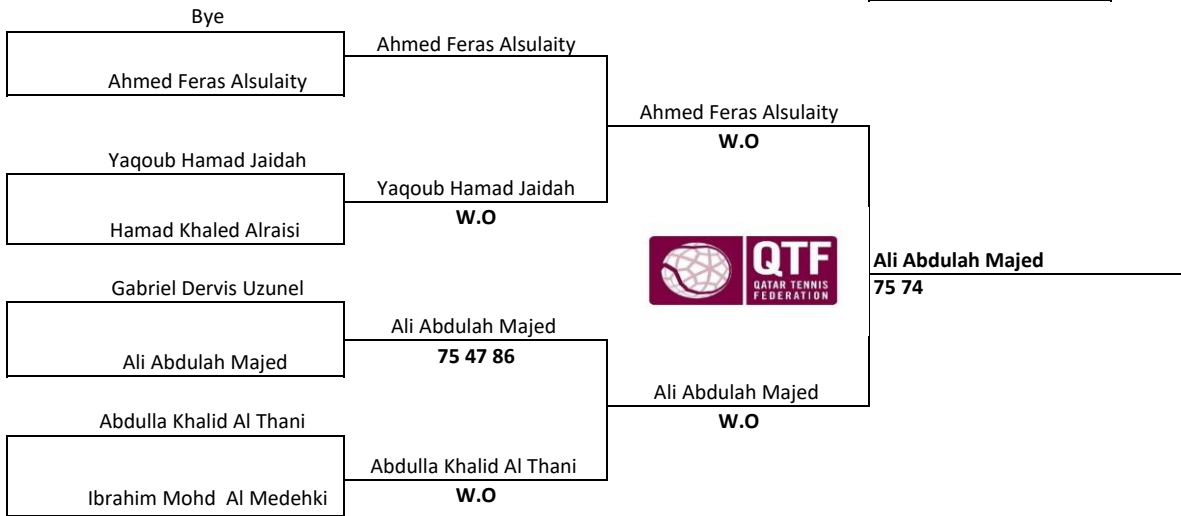 Bye
Ahmed Feras Alsulaity
Ahmed Feras Alsulaity
Ahmed Feras Alsulaity
W.O
Yaqoub Hamad Jaidah
Yaqoub Hamad Jaidah
W.O
Hamad Khaled Alraisi
QTF
QATAR TENNIS
FEDERATION
Ali Abdulah Majed
75 74
Gabriel Dervis Uzunel
Ali Abdulah Majed
75 47 86
Ali Abdulah Majed
Ali Abdulah Majed
W.O
Abdulla Khalid Al Thani
Abdulla Khalid Al Thani
W.O
Ibrahim Mohd  Al Medehki